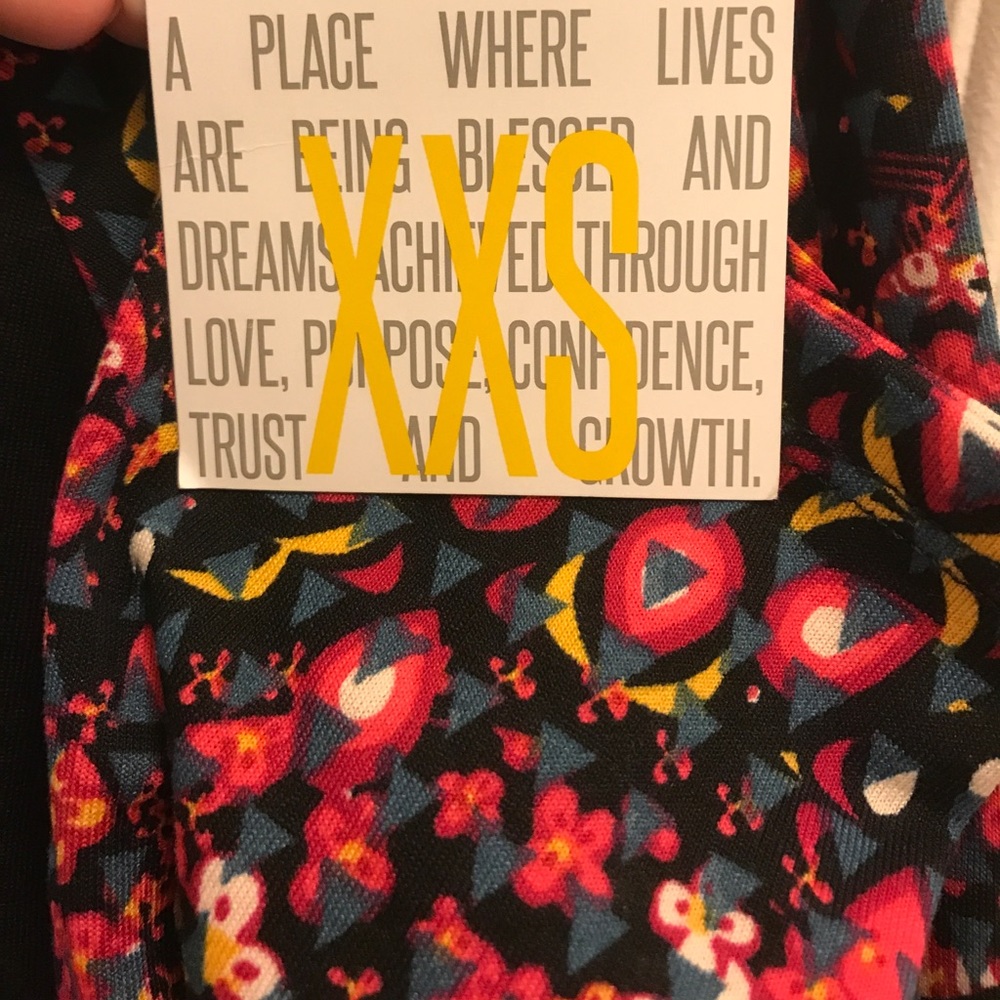 A PLACE WHERE LIVES
ARE BEING BLESSED AND
DREAMS ACHIEVED THROUGH
LOVE, PURPOSE, CONFIDENCE,
TRUST AND GROWTH.
XXS